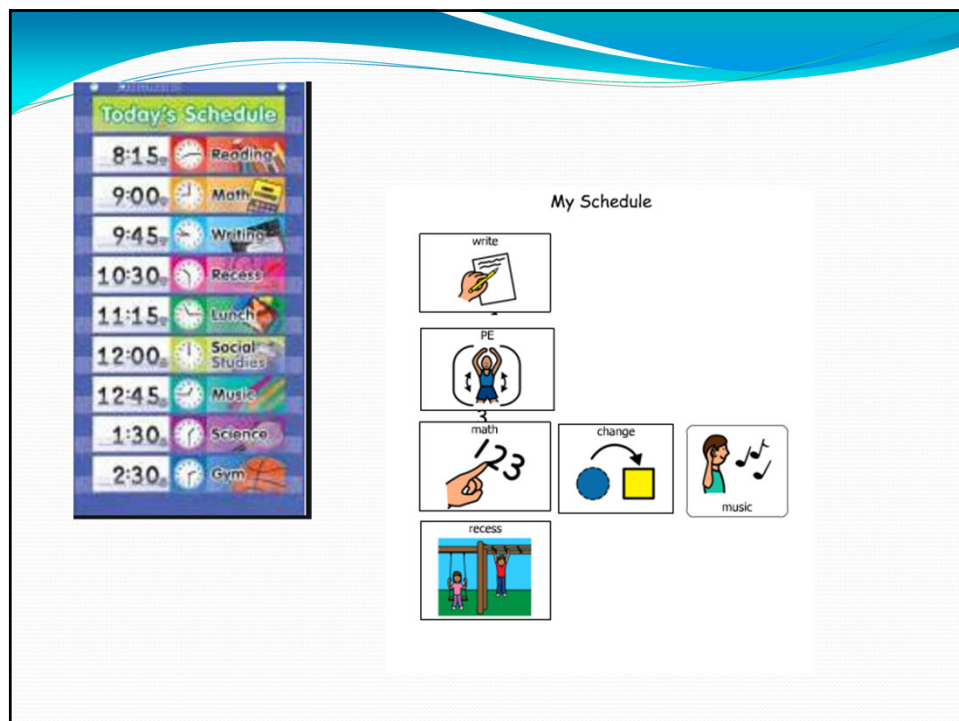 Today's Schedule
8:15 Reading
9:00 Math
9:45 Writing
10:30 Recess
11:15 Lunch
12:00 Social
Studies
12:45 Music
1:30 Science
2:30 Gym
My Schedule
write
PE
3
math
123
change
music
recess